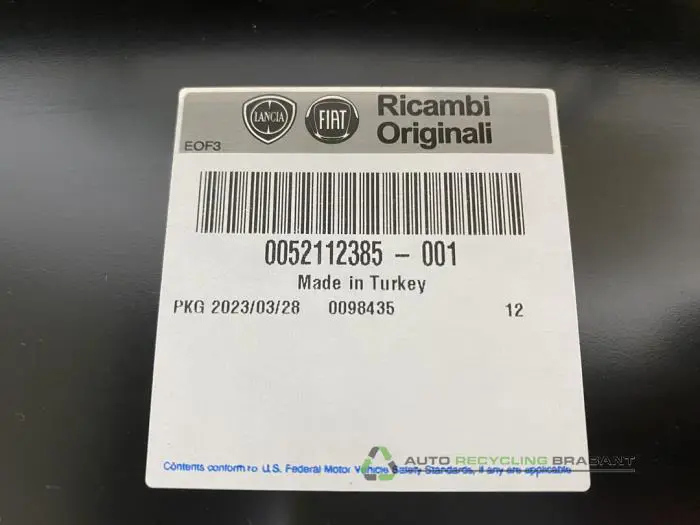 LANCIA
FIAT
Ricambi
Originali
EOF3
0052112385 - 001
Made in Turkey
PKG 2023/03/28 0098435 12
AUTO RECYCLING BRABANT
Contents conform to U.S. Federal Motor Vehicle Safety Standards, if any are applicable